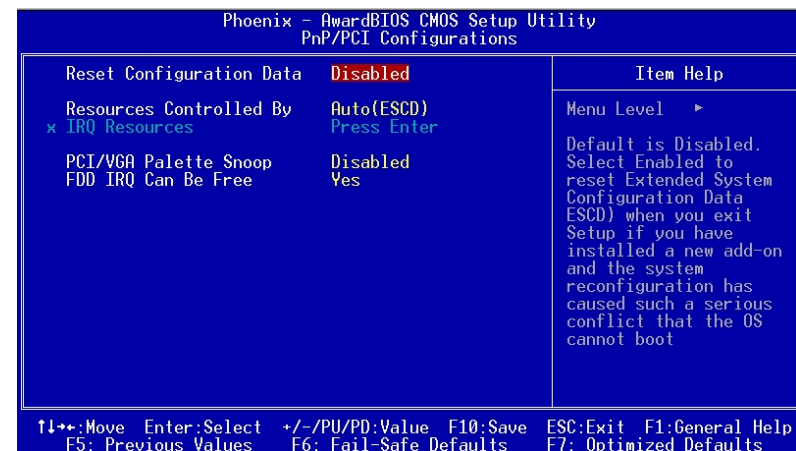 Phoenix - AwardBIOS CMOS Setup Utility
PnP/PCI Configurations
Reset Configuration Data Disabled
Resources Controlled By Auto(ESCD)
x IRQ Resources Press Enter
PCI/VGA Palette Snoop Disabled
FDD IRQ Can Be Free Yes
Item Help
Menu Level ►
Default is Disabled.
Select Enabled to
reset Extended System
Configuration Data
ESCD) when you exit
Setup if you have
installed a new add-on
and the system
reconfiguration has
caused such a serious
conflict that the OS
cannot boot
↑↓→←:Move Enter:Select +/-/PU/PD:Value F10:Save ESC:Exit F1:General Help
F5: Previous Values F6: Fail-Safe Defaults F7: Optimized Defaults